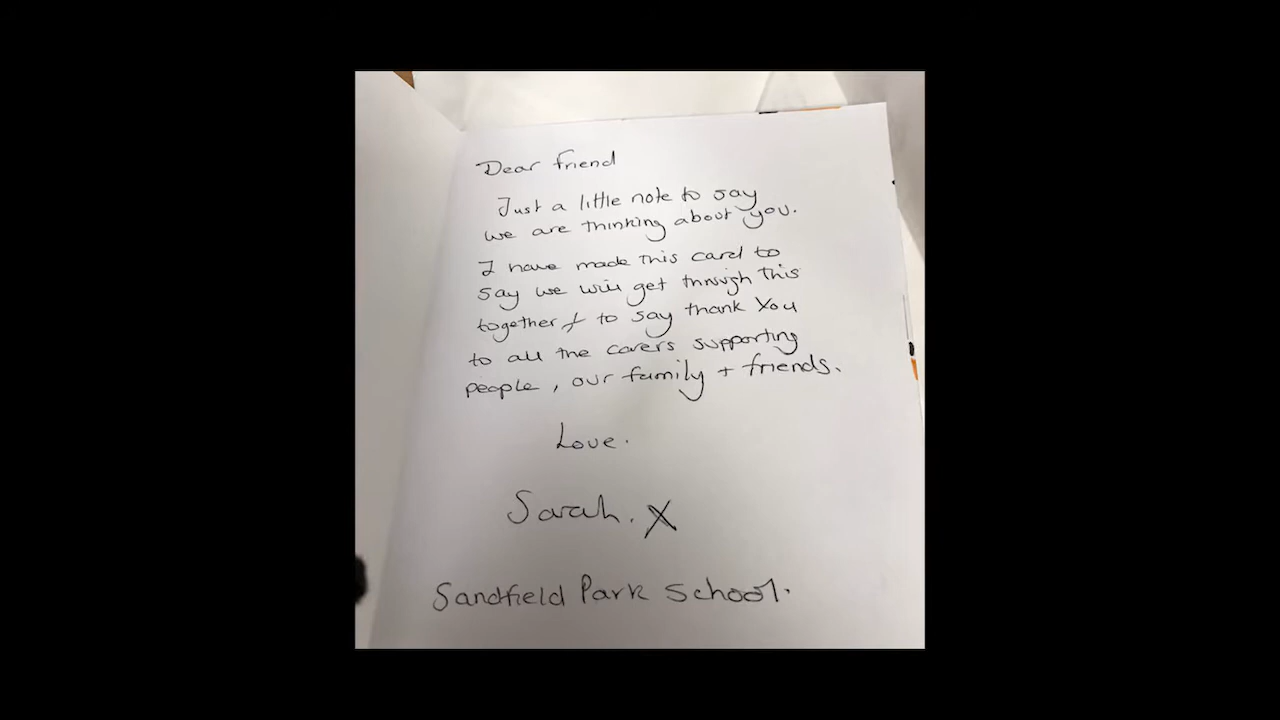 Dear friend
Just a little note to say
we are thinking about you.
I have made this card to
say we will get through this
together & to say thank You
to all the carers supporting
people, our family + friends.
Love.
Sarah. X
Sandfield Park School.